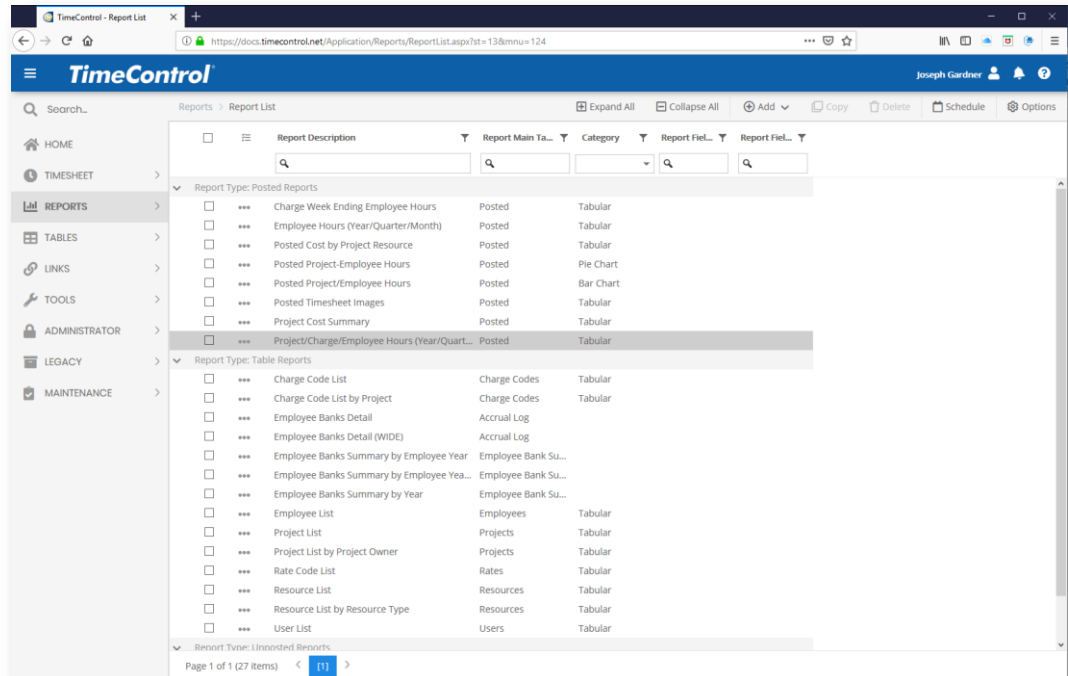 TimeControl - Report List
https://docs.timecontrol.net/Application/Reports/ReportList.aspx?st=13&mnu=124
TimeControl
Joseph Gardner
Search...
Reports > Report List
Expand All
Collapse All
Add
Copy
Delete
Schedule
Options
HOME
TIMESHEET
REPORTS
TABLES
LINKS
TOOLS
ADMINISTRATOR
LEGACY
MAINTENANCE
Report Description Report Main Ta... Category Report Fiel... Report Fiel...
Report Type: Posted Reports
Charge Week Ending Employee Hours Posted Tabular
Employee Hours (Year/Quarter/Month) Posted Tabular
Posted Cost by Project Resource Posted Tabular
Posted Project-Employee Hours Posted Pie Chart
Posted Project/Employee Hours Posted Bar Chart
Posted Timesheet Images Posted Tabular
Project Cost Summary Posted Tabular
Project/Charge/Employee Hours (Year/Quart... Posted Tabular
Report Type: Table Reports
Charge Code List Charge Codes Tabular
Charge Code List by Project Charge Codes Tabular
Employee Banks Detail Accrual Log
Employee Banks Detail (WIDE) Accrual Log
Employee Banks Summary by Employee Year Employee Bank Su...
Employee Banks Summary by Employee Yea... Employee Bank Su...
Employee Banks Summary by Year Employee Bank Su...
Employee List Employees Tabular
Project List Projects Tabular
Project List by Project Owner Projects Tabular
Rate Code List Rates Tabular
Resource List Resources Tabular
Resource List by Resource Type Resources Tabular
User List Users Tabular
Report Type: Unposted Reports
Page 1 of 1 (27 items) < [1] >